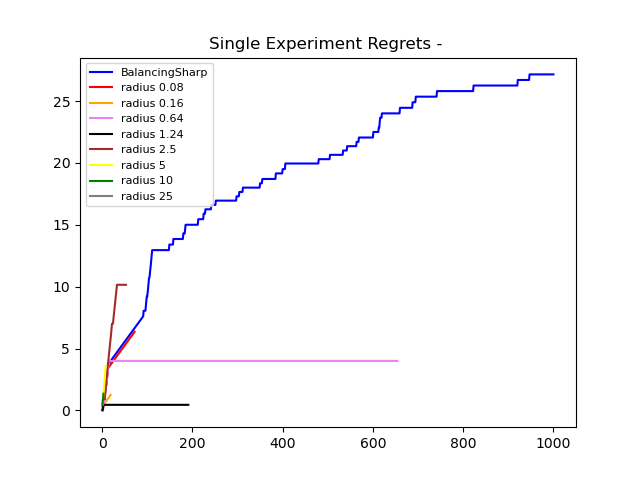 Single Experiment Regrets -
BalancingSharp
radius 0.08
radius 0.16
radius 0.64
radius 1.24
radius 2.5
radius 5
radius 10
radius 25
25
20
15
10
5
0
0 200 400 600 800 1000